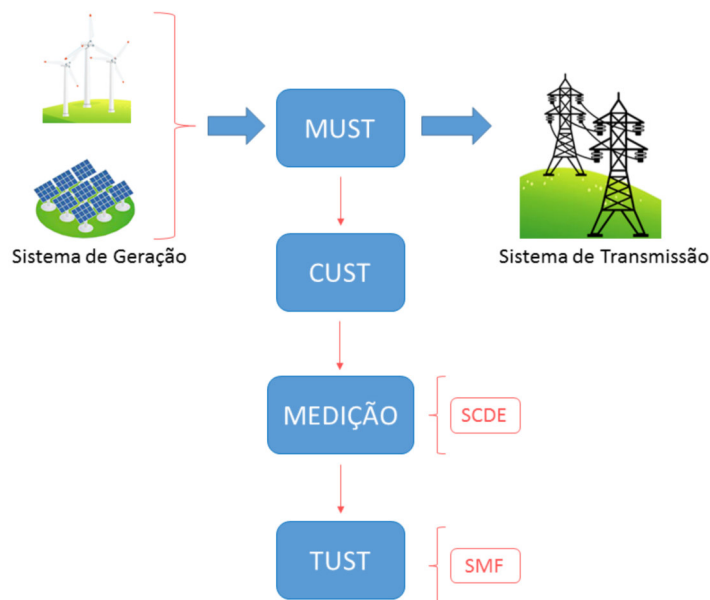 MUST
Sistema de Geração
Sistema de Transmissão
CUST
MEDIÇÃO
SCDE
TUST
SMF